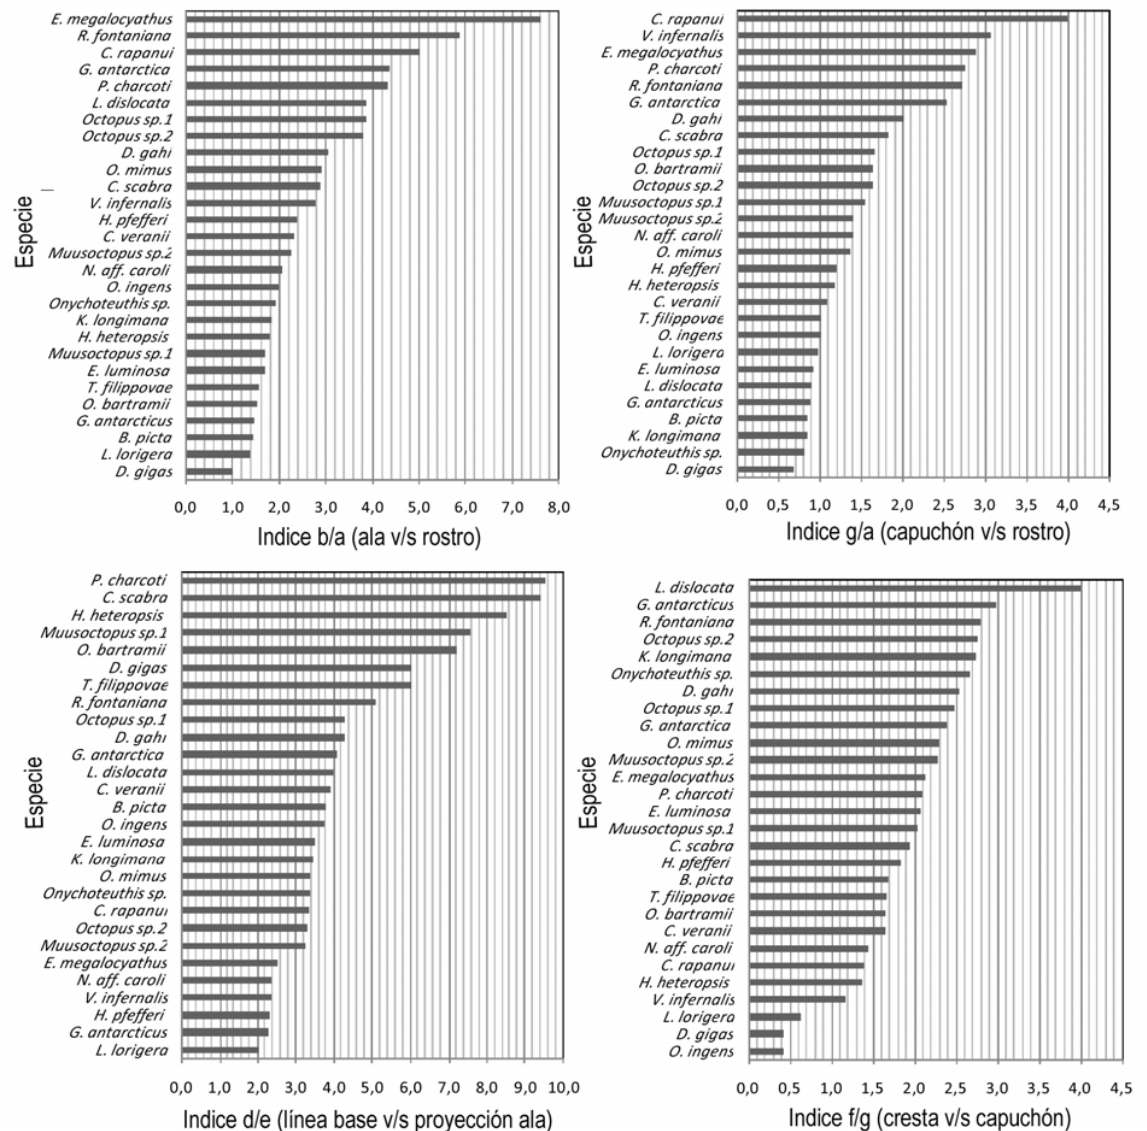 E. megalocyathus
R. fontaniana
C. rapanui
G. antarctica
P. charcoti
L. dislocata
Octopus sp.1
Octopus sp.2
D. gahi
O. mimus
C. scabra
V. infernalis
H. pfefferi
C. veranii
Muusoctopus sp.2
N. aff. caroli
O. ingens
Onychoteuthis sp.
K. longimana
H. heteropsis
Muusoctopus sp.1
E. luminosa
T. filippovae
O. bartramii
G. antarcticus
B. picta
L. lorigera
D. gigas
Especie
0,0 1,0 2,0 3,0 4,0 5,0 6,0 7,0 8,0
Indice b/a (ala v/s rostro)
C. rapanui
V. infernalis
E. megalocyathus
P. charcoti
R. fontaniana
G. antarctica
D. gahi
C. scabra
Octopus sp.1
O. bartramii
Octopus sp.2
Muusoctopus sp.1
Muusoctopus sp.2
N. aff. caroli
O. mimus
H. pfefferi
H. heteropsis
C. veranii
T. filippovae
O. ingens
L. lorigera
E. luminosa
L. dislocata
G. antarcticus
B. picta
K. longimana
Onychoteuthis sp.
D. gigas
Especie
0,0 0,5 1,0 1,5 2,0 2,5 3,0 3,5 4,0 4,5
Indice g/a (capuchón v/s rostro)
P. charcoti
C. scabra
H. heteropsis
Muusoctopus sp.1
O. bartramii
D. gigas
T. filippovae
R. fontaniana
Octopus sp.1
D. gahi
G. antarctica
L. dislocata
C. veranii
B. picta
O. ingens
E. luminosa
K. longimana
O. mimus
Onychoteuthis sp.
C. rapanui
Octopus sp.2
Muusoctopus sp.2
E. megalocyathus
N. aff. caroli
V. infernalis
H. pfefferi
G. antarcticus
L. lorigera
Especie
0,0 1,0 2,0 3,0 4,0 5,0 6,0 7,0 8,0 9,0 10,0
Indice d/e (línea base v/s proyección ala)
L. dislocata
G. antarcticus
R. fontaniana
Octopus sp.2
K. longimana
Onychoteuthis sp.
D. gahi
Octopus sp.1
G. antarctica
O. mimus
Muusoctopus sp.2
E. megalocyathus
P. charcoti
E. luminosa
Muusoctopus sp.1
C. scabra
H. pfefferi
B. picta
T. filippovae
O. bartramii
C. veranii
N. aff. caroli
C. rapanui
H. heteropsis
V. infernalis
L. lorigera
D. gigas
O. ingens
Especie
0,0 0,5 1,0 1,5 2,0 2,5 3,0 3,5 4,0 4,5
Indice f/g (cresta v/s capuchón)